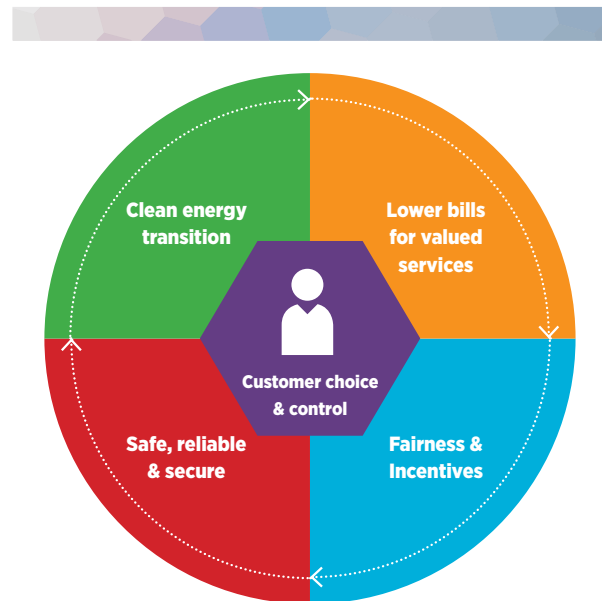 Clean energy
transition
Lower bills
for valued
services
Customer choice
& control
Safe, reliable
& secure
Fairness &
Incentives